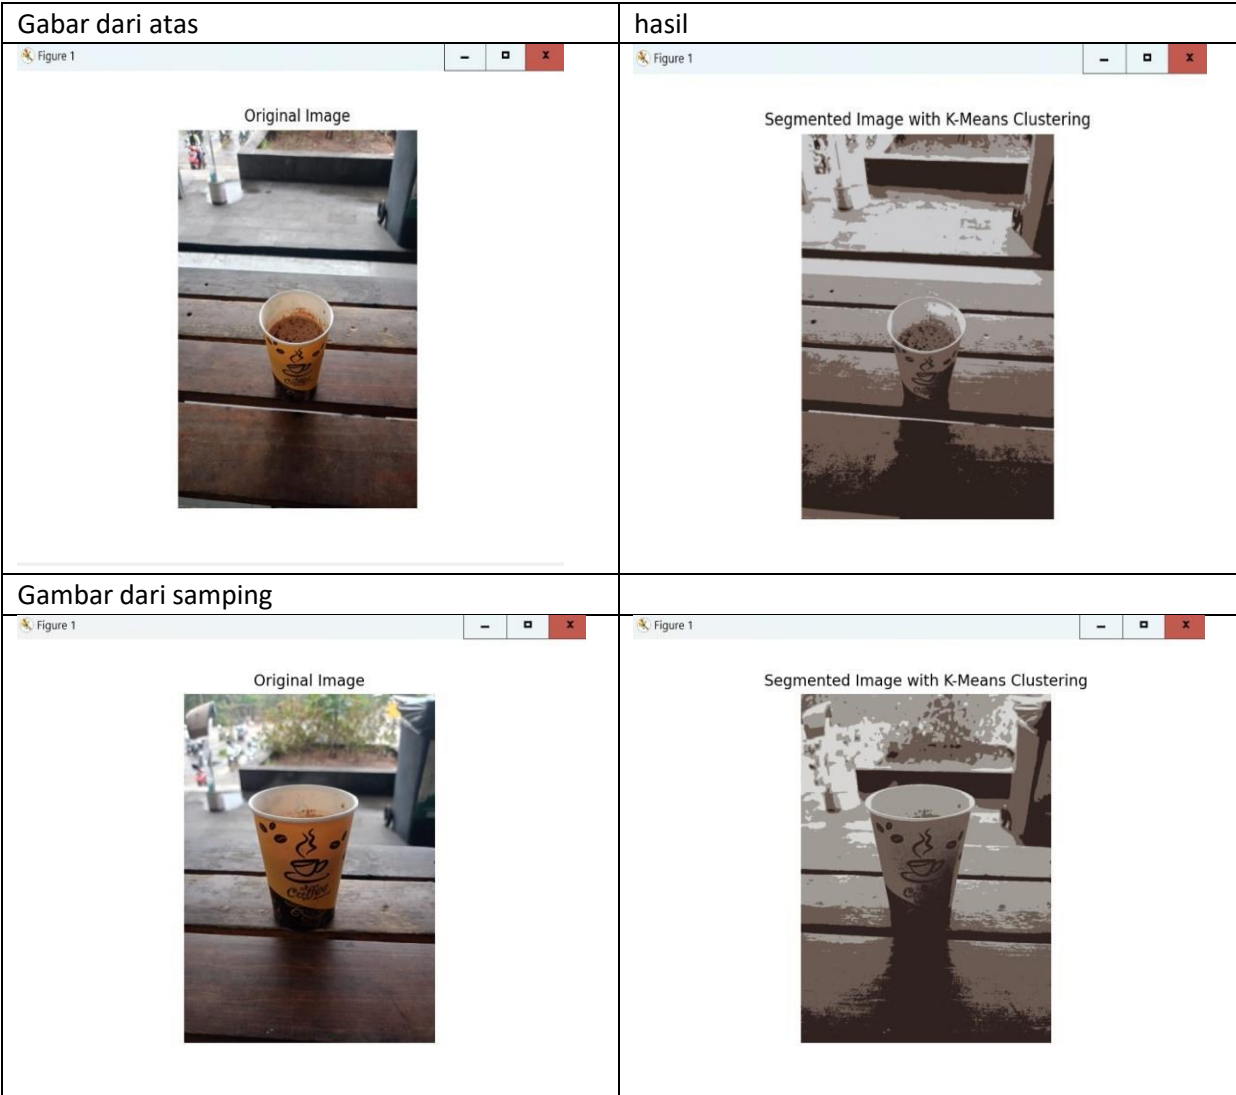 Gabar dari atas
hasil
Figure 1
Figure 1
Original Image
Segmented Image with K-Means Clustering
Coffee
Gambar dari samping
Figure 1
Figure 1
Original Image
Segmented Image with K-Means Clustering
Coffee